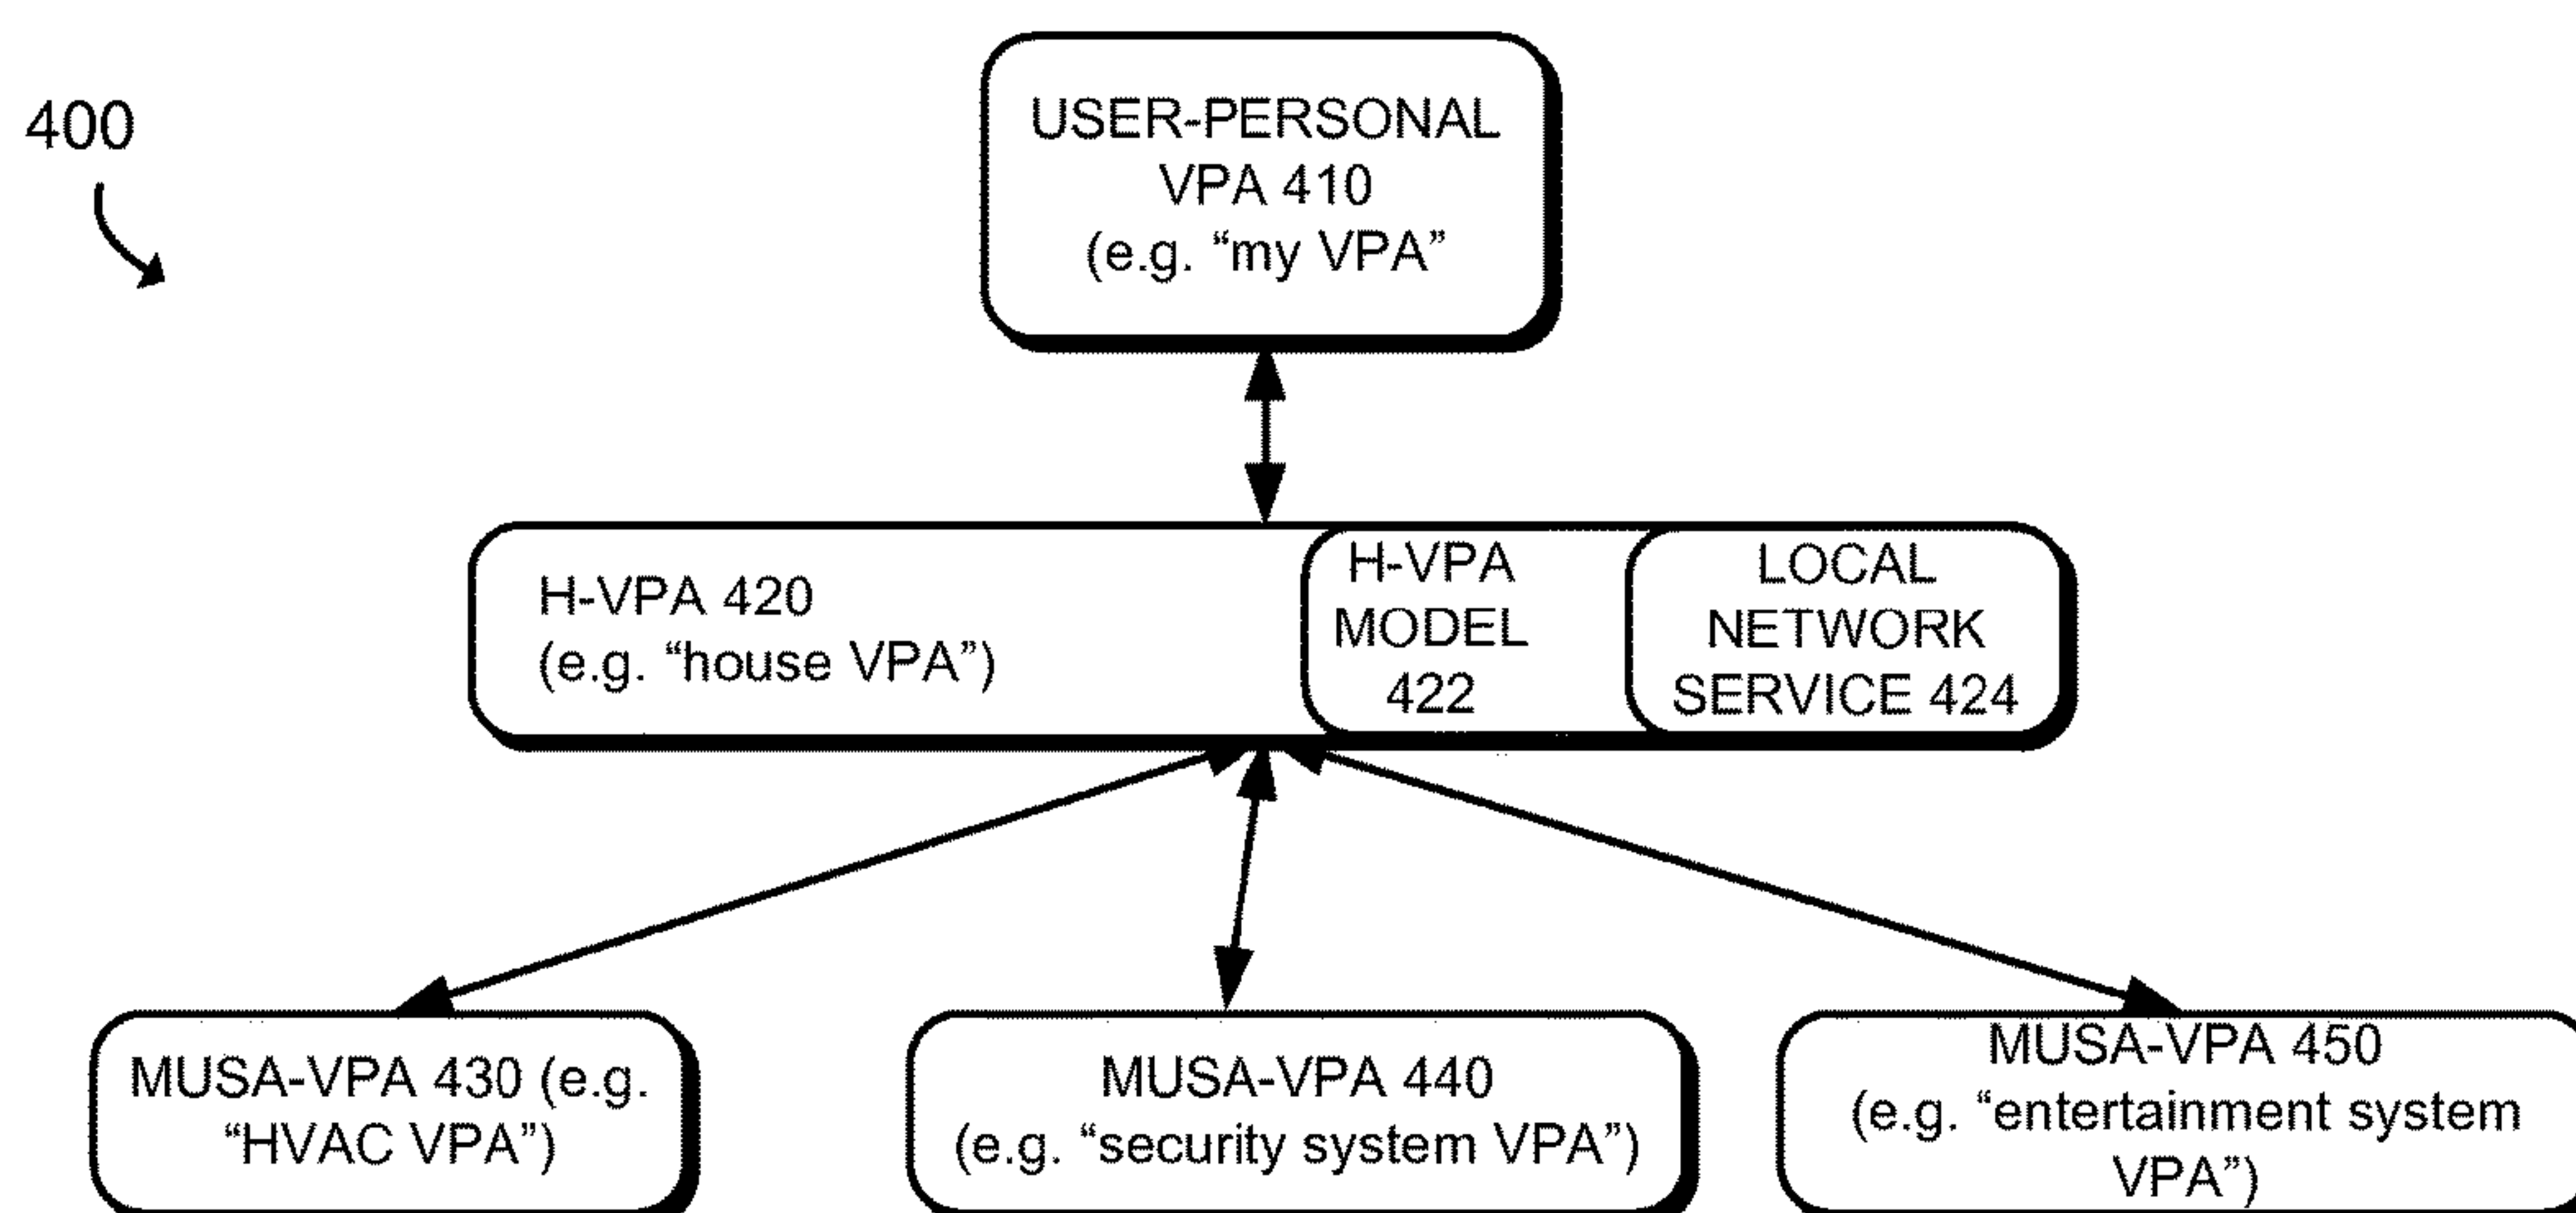 400
USER-PERSONAL
VPA 410
(e.g. “my VPA”
H-VPA 420
(e.g. “house VPA”)
H-VPA
MODEL
422
LOCAL
NETWORK
SERVICE 424
MUSA-VPA 430 (e.g.
“HVAC VPA”)
MUSA-VPA 440
(e.g. “security system VPA”)
MUSA-VPA 450
(e.g. “entertainment system
VPA”)